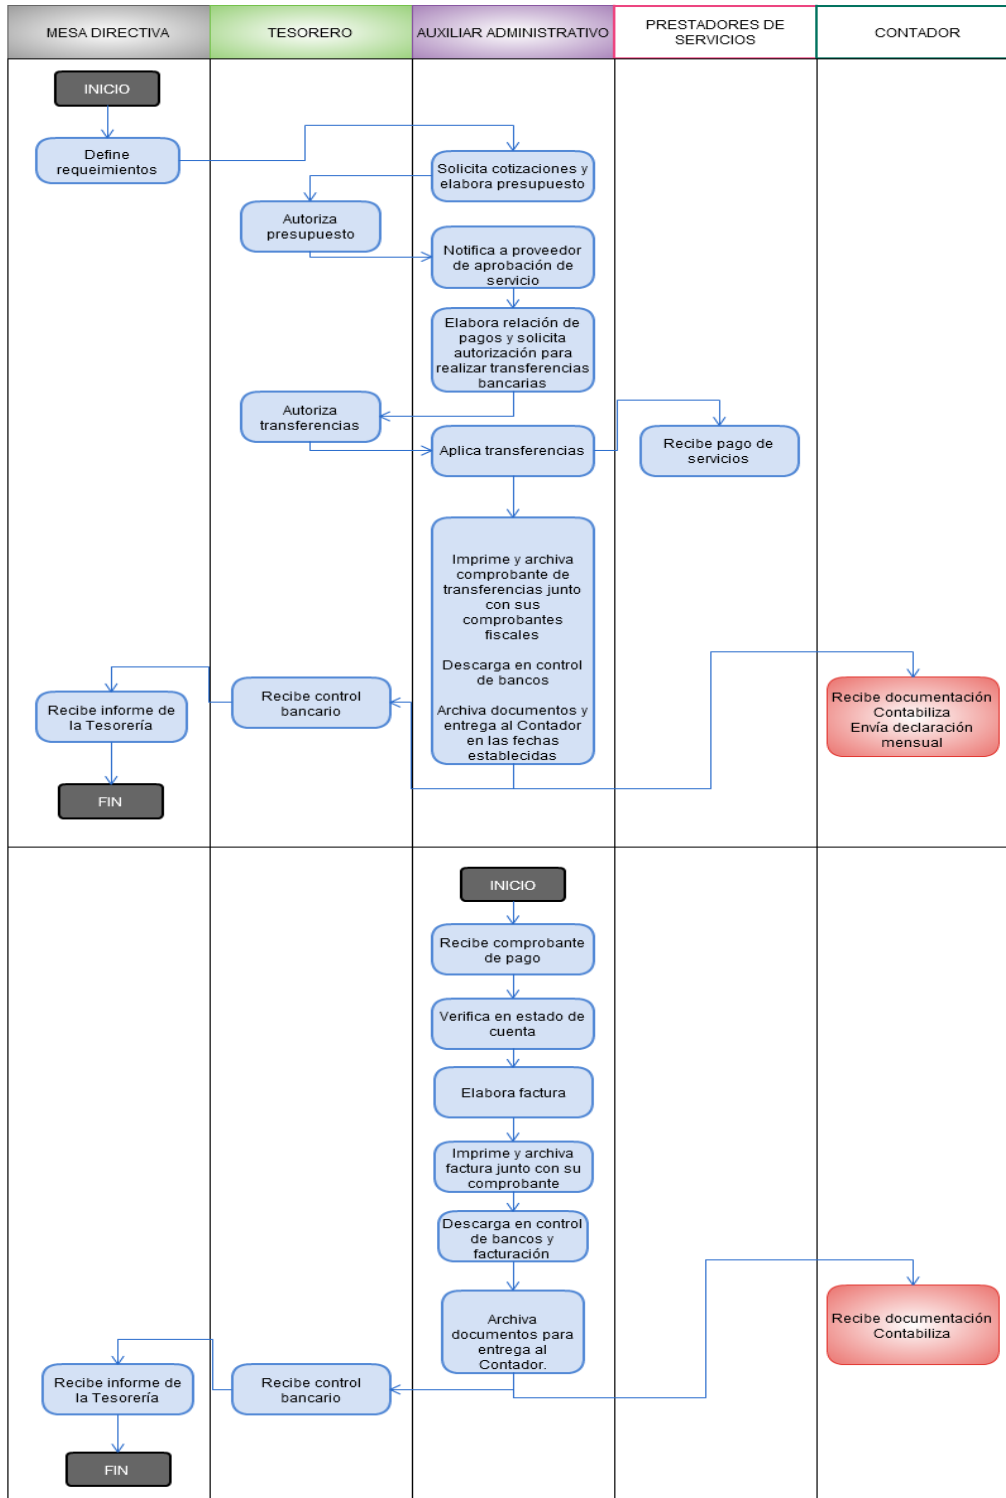 MESA DIRECTIVA
TESORERO
AUXILIAR ADMINISTRATIVO
PRESTADORES DE
SERVICIOS
CONTADOR
INICIO
Define
requeimientos
Solicita cotizaciones y
elabora presupuesto
Autoriza
presupuesto
Notifica a proveedor
de aprobación de
servicio
Elabora relación de
pagos y solicita
autorización para
realizar transferencias
bancarias
Autoriza
transferencias
Aplica transferencias
Recibe pago de
servicios
Imprime y archiva
comprobante de
transferencias junto
con sus
comprobantes
fiscales
Descarga en control
de bancos
Archiva documentos y
entrega al Contador
en las fechas
establecidas
Recibe control
bancario
Recibe informe de
la Tesorería
Recibe documentación
Contabiliza
Envía declaración
mensual
FIN
INICIO
Recibe comprobante
de pago
Verifica en estado de
cuenta
Elabora factura
Imprime y archiva
factura junto con su
comprobante
Descarga en control
de bancos y
facturación
Archiva
documentos para
entrega al
Contador.
Recibe documentación
Contabiliza
Recibe control
bancario
Recibe informe de
la Tesorería
FIN